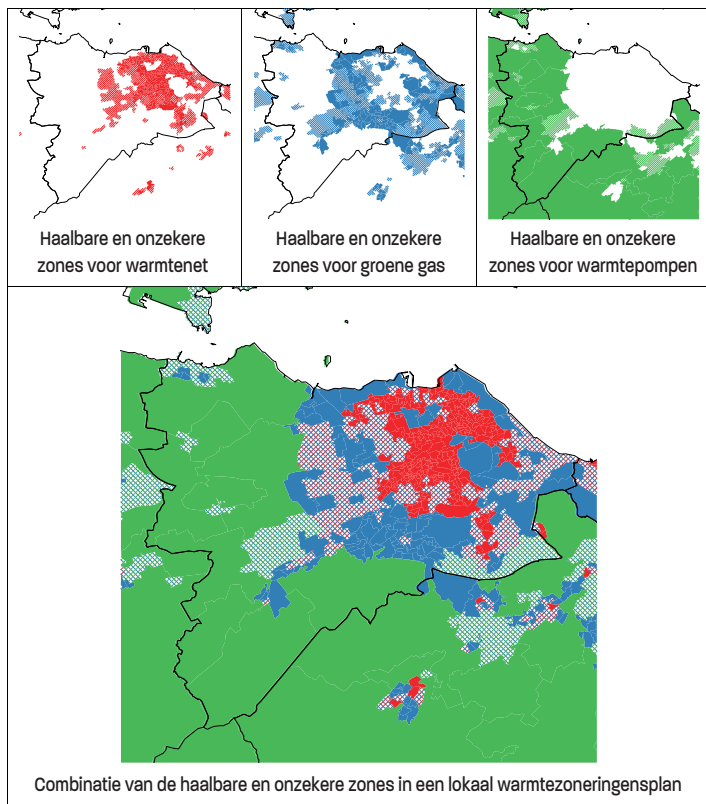 Haalbare en onzekere
zones voor warmtenet
Haalbare en onzekere
zones voor groene gas
Haalbare en onzekere
zones voor warmtepompen
Combinatie van de haalbare en onzekere zones in een lokaal warmtezoneringensplan